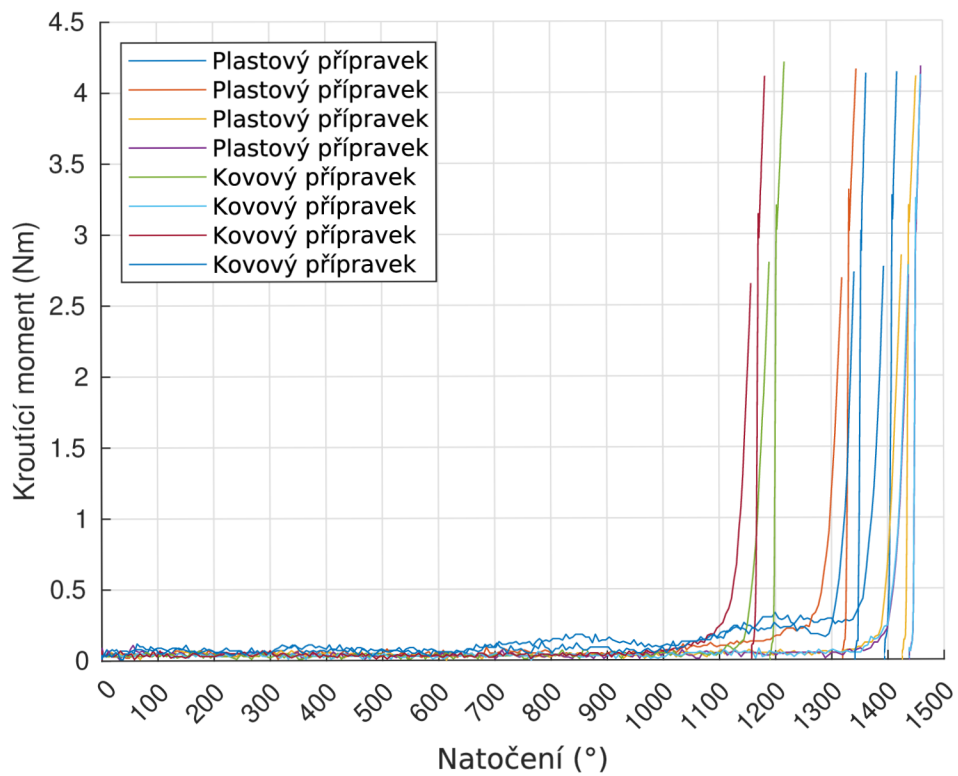 4.5
4
3.5
3
2.5
2
1.5
1
0.5
0
Kroutící moment (Nm)
Plastový přípravek
Plastový přípravek
Plastový přípravek
Plastový přípravek
Kovový přípravek
Kovový přípravek
Kovový přípravek
Kovový přípravek
0 100 200 300 400 500 600 700 800 900 1000 1100 1200 1300 1400 1500
Natočení (°)